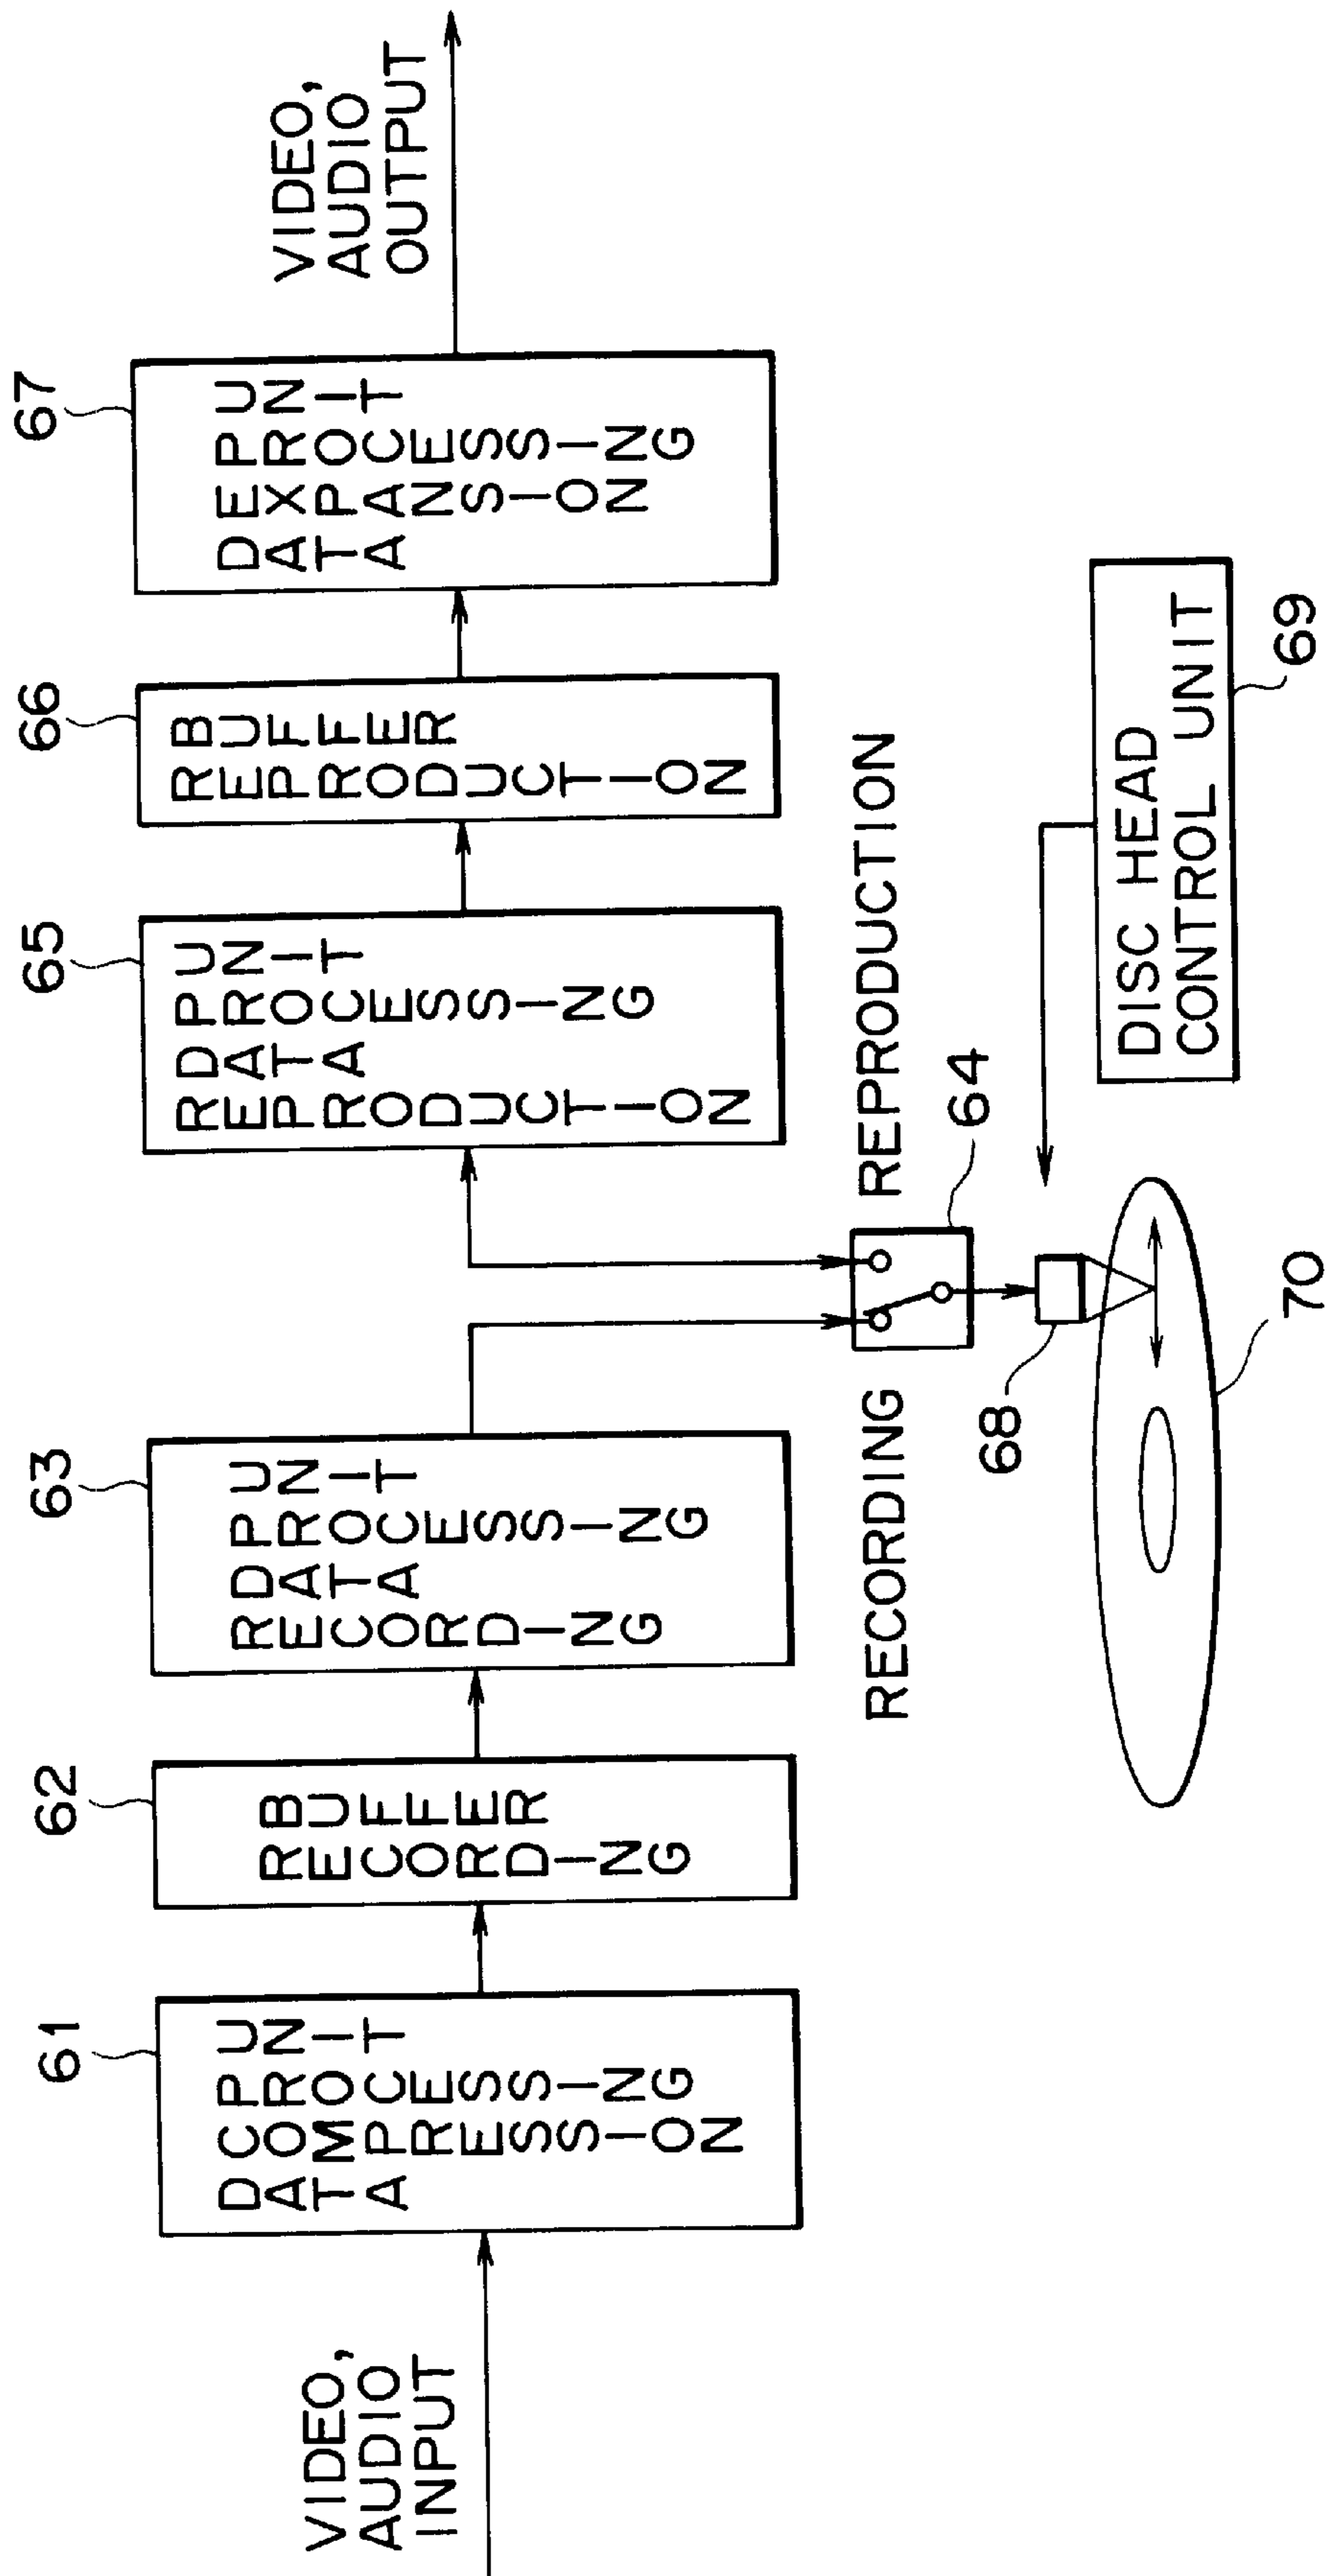 VIDEO,
AUDIO
INPUT
61
DATA
COMPRESSION
PROCESSING
UNIT
62
RECORDING
BUFFER
63
RECORDING
DATA
PROCESSING
UNIT
65
REPRODUCTION
DATA
PROCESSING
UNIT
66
REPRODUCTION
BUFFER
67
DATA
EXPANSION
PROCESSING
UNIT
VIDEO,
AUDIO
OUTPUT
RECORDING
REPRODUCTION
64
68
DISC HEAD
CONTROL UNIT
69
70